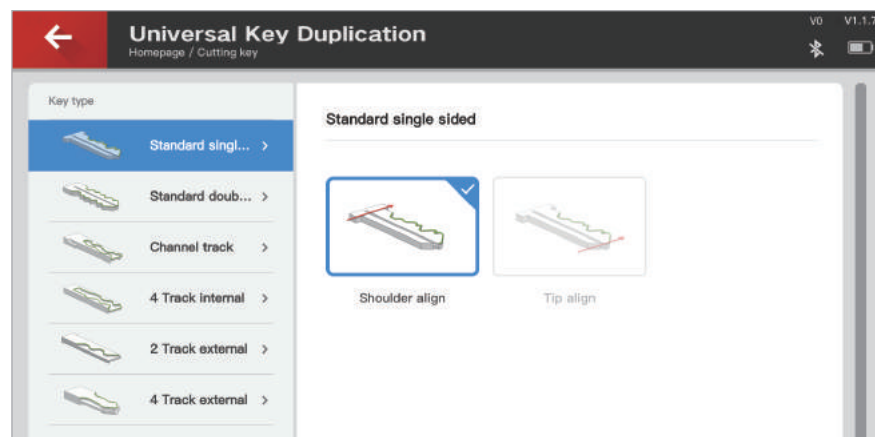 Universal Key Duplication
V0 V1.1.7
Homepage / Cutting key
Key type
Standard singl...
Standard doub...
Channel track
4 Track internal
2 Track external
4 Track external
Standard single sided
Shoulder align
Tip align